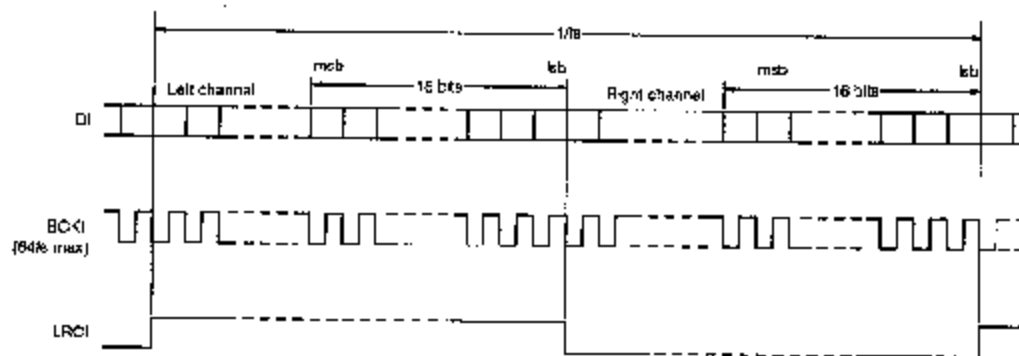 1/fs
msb
lsb
msb
lsb
Left channel
16 bits
Right channel
16 bits
DI
BCKI
(64fs max)
LRCI